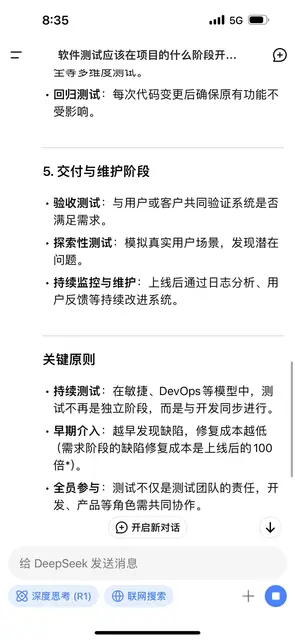 8:35
5G
软件测试应该在项目的什么阶段开...
全等多维度测试。
• 回归测试：每次代码变更后确保原有功能不
受影响。
5. 交付与维护阶段
• 验收测试：与用户或客户共同验证系统是否
满足需求。
• 探索性测试：模拟真实用户场景，发现潜在
问题。
• 持续监控与维护：上线后通过日志分析、用
户反馈等持续改进系统。
关键原则
• 持续测试：在敏捷、DevOps 等模型中，测
试不再是独立阶段，而是与开发同步进行。
• 早期介入：越早发现缺陷，修复成本越低
（需求阶段的缺陷修复成本是上线后的 100
倍*）。
• 全员参与：测试不仅是测试团队的责任，开
发、产品等角色需共同协作。
开启新对话
给 DeepSeek 发送消息
深度思考 (R1)
联网搜索